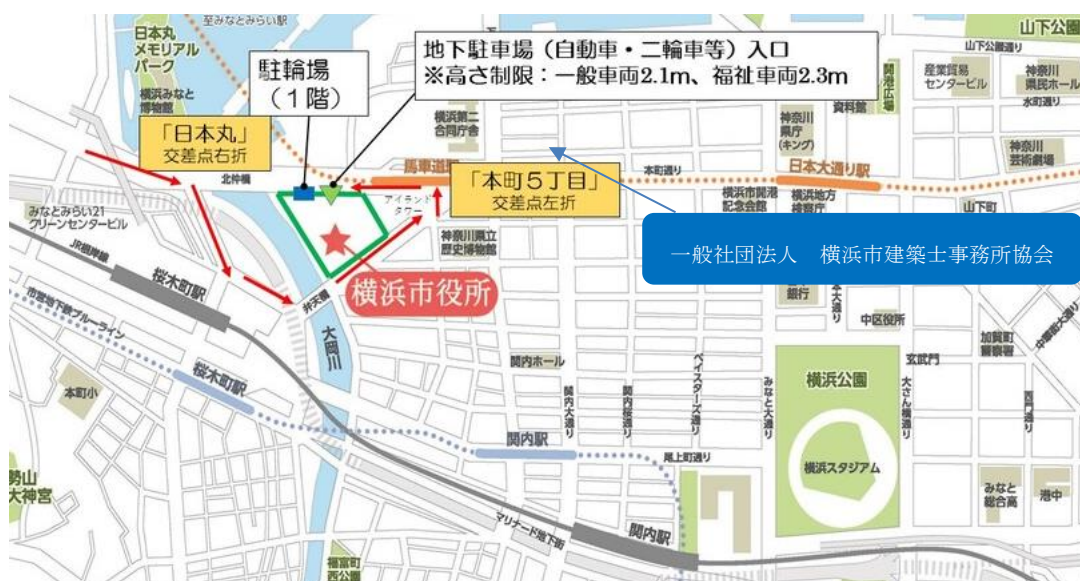 至みなとみらい駅
日本丸
メモリアル
パーク
横浜みなと
博物館
駐輪場
(1階)
地下駐車場(自動車・二輪車等)入口
※高さ制限:一般車両2.1m、福祉車両2.3m
山下公園
山下公園通り
開港広場
産業貿易
センタービル
神奈川
県民ホール
水町通り
資料館
横浜第二
合同庁舎
神奈川
県庁
(キング)
神奈川
芸術劇場
「日本丸」
交差点右折
北仲橋
馬車道駅
本町通り
日本大通り駅
「本町5丁目」
交差点左折
アイランド
タワー
横浜市開港
記念会館
横浜地方
検察庁
山下町
みなとみらい21
グリーンセンタービル
神奈川県立
歴史博物館
一般社団法人 横浜市建築士事務所協会
JR根岸線
桜木町駅
横浜市役所
弁天橋
銀行
本大通り
中区役所
市営地下鉄ブルーライン
大岡川
加賀町
警察署
中華街大通り
関内ホール
玄武門
ベイスターズ通り
桜木町駅
本町小
横浜公園
関内大通り
関内桜通り
みなと大通り
大さん橋通り
西門通り
関内駅
尾上町通り
横浜スタジアム
勢山
大神宮
みなと
総合高
港中
マリナード地下街
関内駅
福富町
西公園